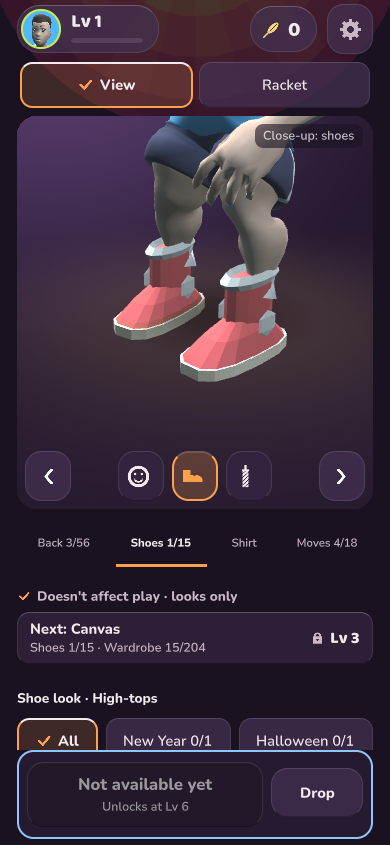 Lv 1
0
View
Racket
Close-up: shoes
Back 3/56
Shoes 1/15
Shirt
Moves 4/18
Doesn't affect play · looks only
Next: Canvas
Shoes 1/15 · Wardrobe 15/204
Lv 3
Shoe look · High-tops
All
New Year 0/1
Halloween 0/1
Not available yet
Unlocks at Lv 6
Drop